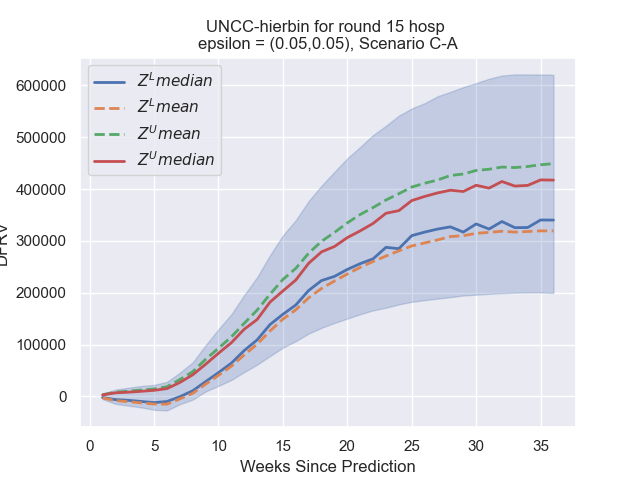 UNCC-hierbin for round 15 hosp
epsilon = (0.05,0.05), Scenario C-A
Z^L median
Z^L mean
Z^U mean
Z^U median
600000
500000
400000
300000
200000
100000
0
0 5 10 15 20 25 30 35
Weeks Since Prediction